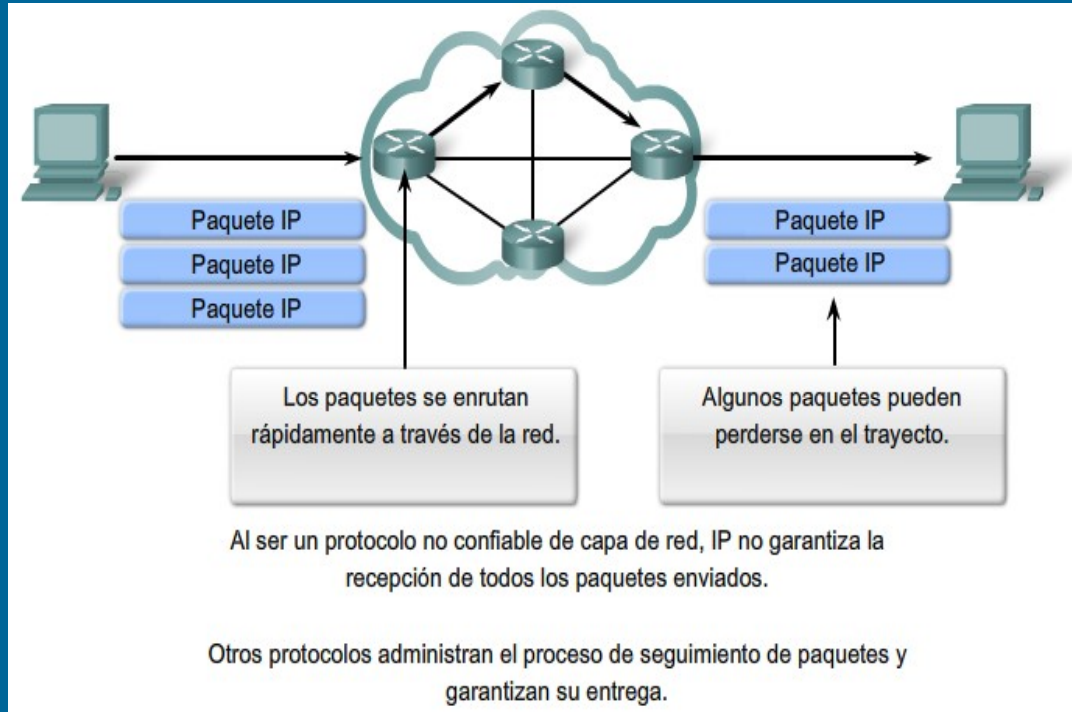 Paquete IP
Paquete IP
Paquete IP
Paquete IP
Paquete IP
Los paquetes se enrutan
rápidamente a través de la red.
Algunos paquetes pueden
perderse en el trayecto.
Al ser un protocolo no confiable de capa de red, IP no garantiza la
recepción de todos los paquetes enviados.
Otros protocolos administran el proceso de seguimiento de paquetes y
garantizan su entrega.